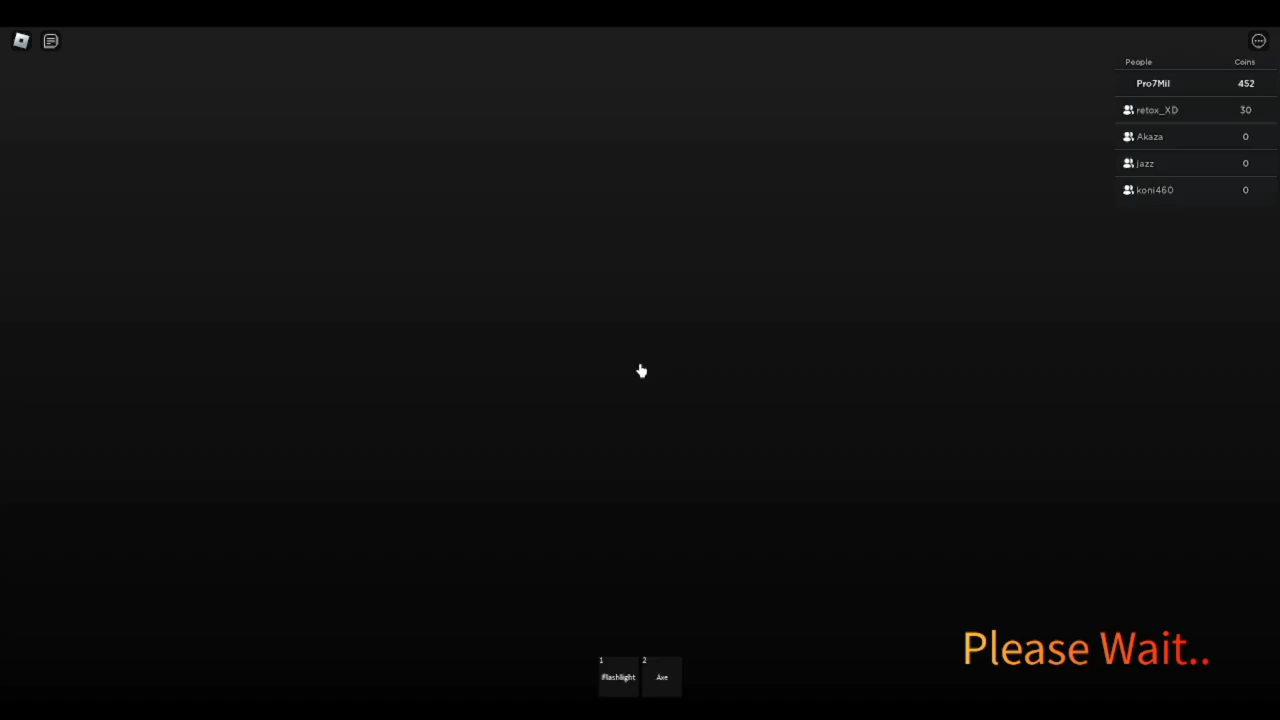 People Coins
Pro7Mil 452
retox_XD 30
Akaza 0
jazz 0
koni460 0
Please Wait..
1 2
Flashlight Axe